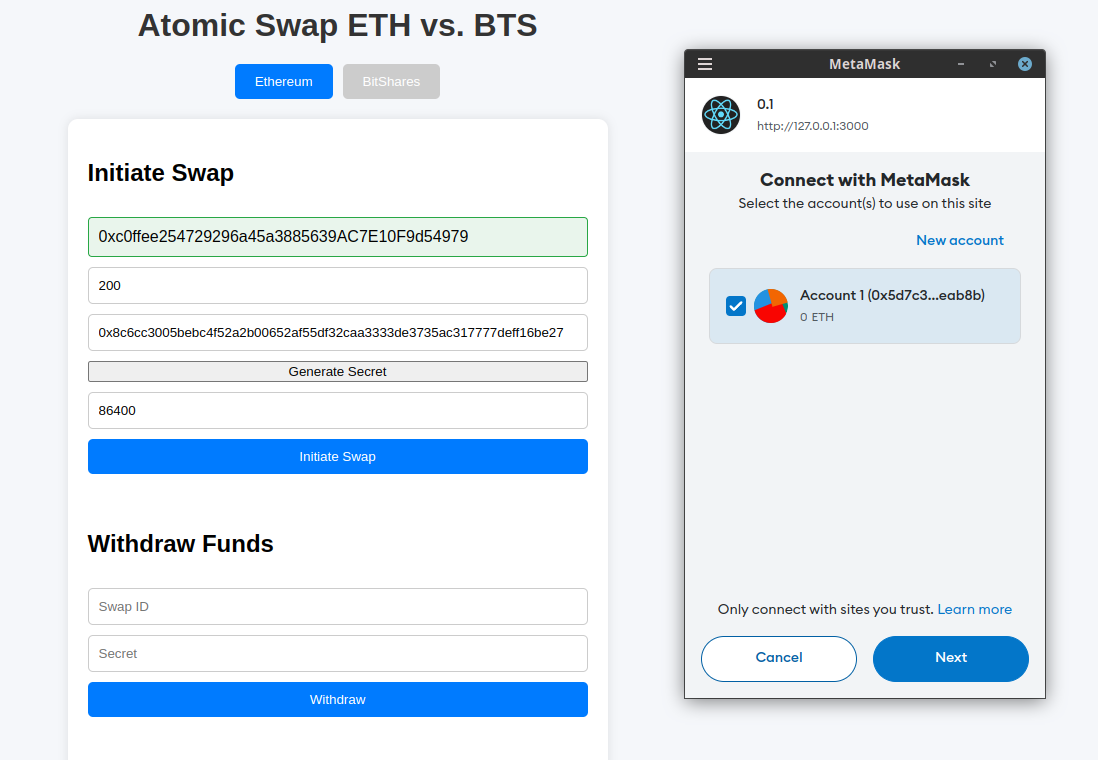 Atomic Swap ETH vs. BTS
Ethereum
BitShares
Initiate Swap
0xc0ffee254729296a45a3885639AC7E10F9d54979
200
0x8c6cc3005bebc4f52a2b00652af55df32caa3333de3735ac317777deff16be27
Generate Secret
86400
Initiate Swap
Withdraw Funds
Swap ID
Secret
Withdraw
MetaMask
0.1
http://127.0.0.1:3000
Connect with MetaMask
Select the account(s) to use on this site
New account
Account 1 (0x5d7c3...eab8b)
0 ETH
Only connect with sites you trust. Learn more
Cancel
Next